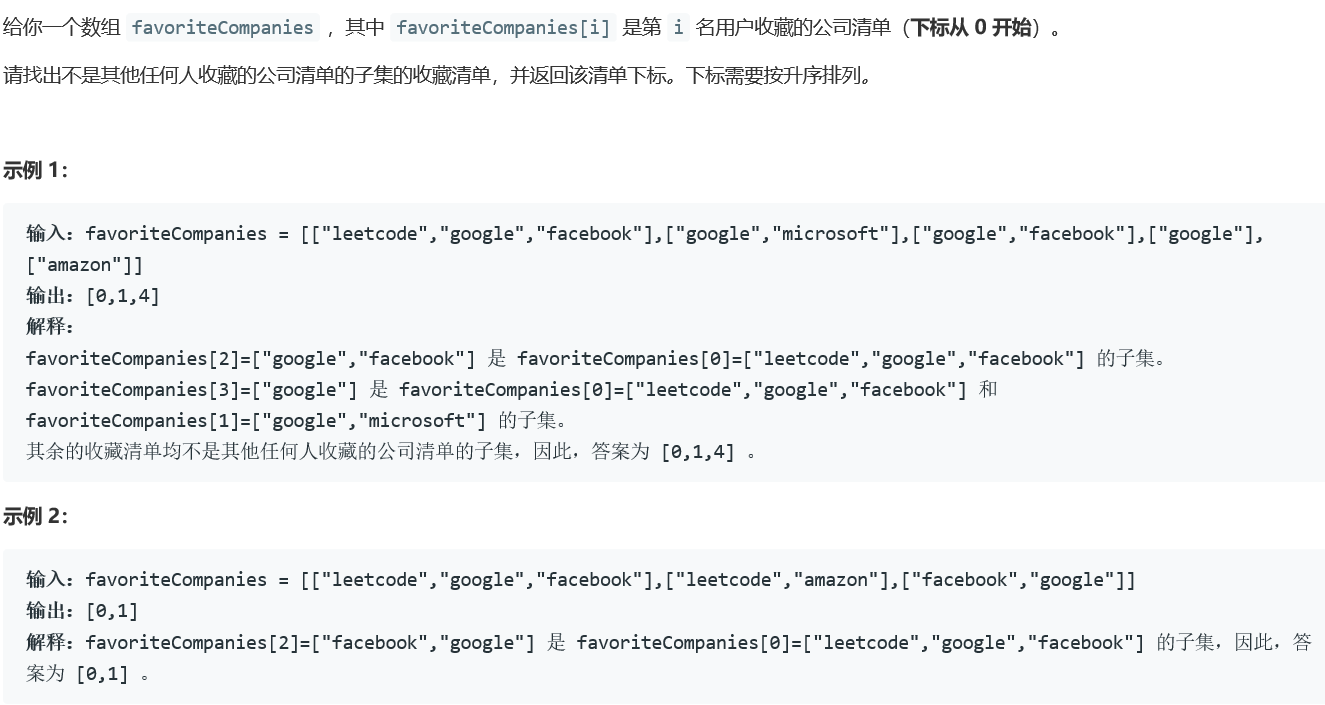 给你一个数组 favoriteCompanies ，其中 favoriteCompanies[i] 是第 i 名用户收藏的公司清单（下标从 0 开始）。
请找出不是其他任何人收藏的公司清单的子集的收藏清单，并返回该清单下标。下标需要按升序排列。
示例 1：
输入：favoriteCompanies = [["leetcode","google","facebook"],["google","microsoft"],["google","facebook"],["google"],
["amazon"]]
输出：[0,1,4]
解释：
favoriteCompanies[2]=["google","facebook"] 是 favoriteCompanies[0]=["leetcode","google","facebook"] 的子集。
favoriteCompanies[3]=["google"] 是 favoriteCompanies[0]=["leetcode","google","facebook"] 和
favoriteCompanies[1]=["google","microsoft"] 的子集。
其余的收藏清单均不是其他任何人收藏的公司清单的子集，因此，答案为 [0,1,4] 。
示例 2：
输入：favoriteCompanies = [["leetcode","google","facebook"],["leetcode","amazon"],["facebook","google"]]
输出：[0,1]
解释：favoriteCompanies[2]=["facebook","google"] 是 favoriteCompanies[0]=["leetcode","google","facebook"] 的子集，因此，答
案为 [0,1] 。